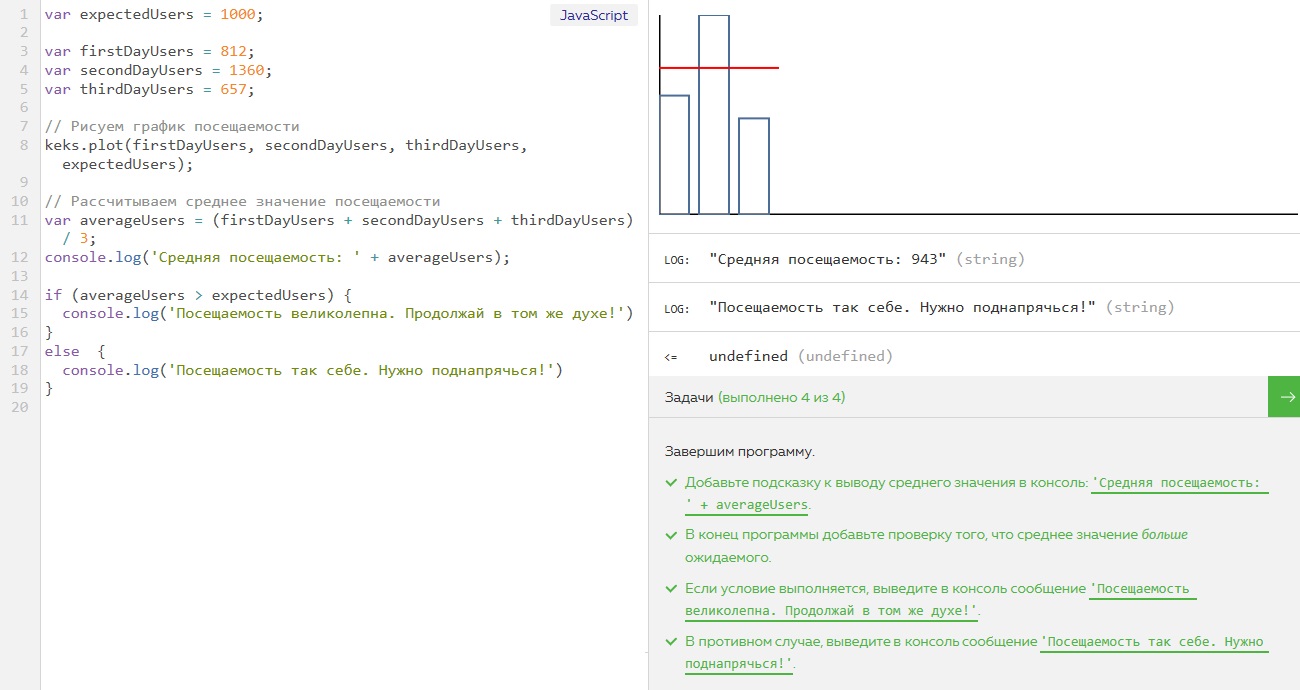 1 var expectedUsers = 1000;
JavaScript
2
3 var firstDayUsers = 812;
4 var secondDayUsers = 1360;
5 var thirdDayUsers = 657;
6
7 // Рисуем график посещаемости
8 keks.plot(firstDayUsers, secondDayUsers, thirdDayUsers,
expectedUsers);
9
10 // Рассчитываем среднее значение посещаемости
11 var averageUsers = (firstDayUsers + secondDayUsers + thirdDayUsers)
/ 3;
12 console.log('Средняя посещаемость: ' + averageUsers);
13
14 if (averageUsers > expectedUsers) {
15 console.log('Посещаемость великолепна. Продолжай в том же духе!')
16 }
17 else  {
18 console.log('Посещаемость так себе. Нужно поднапрячься!')
19 }
20
LOG: "Средняя посещаемость: 943" (string)
LOG: "Посещаемость так себе. Нужно поднапрячься!" (string)
<= undefined (undefined)
Задачи (выполнено 4 из 4)
Завершим программу.
Добавьте подсказку к выводу среднего значения в консоль: 'Средняя посещаемость:
' + averageUsers.
В конец программы добавьте проверку того, что среднее значение больше
ожидаемого.
Если условие выполняется, выведите в консоль сообщение 'Посещаемость
великолепна. Продолжай в том же духе!'.
В противном случае, выведите в консоль сообщение 'Посещаемость так себе. Нужно
поднапрячься!'.